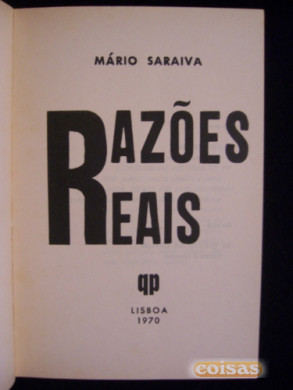 MÁRIO SARAIVA
RAZÕES
REAIS
qp
LISBOA
1970
coisas